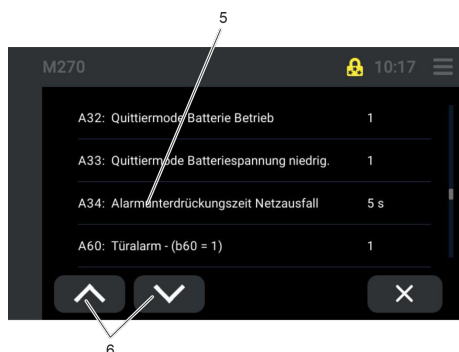 5
M270 10:17
A32: Quittiermode Batterie Betrieb 1
A33: Quittiermode Batteriespannung niedrig. 1
A34: Alarmunterdrückungszeit Netzausfall 5 s
A60: Türalarm - (b60 = 1) 1
6